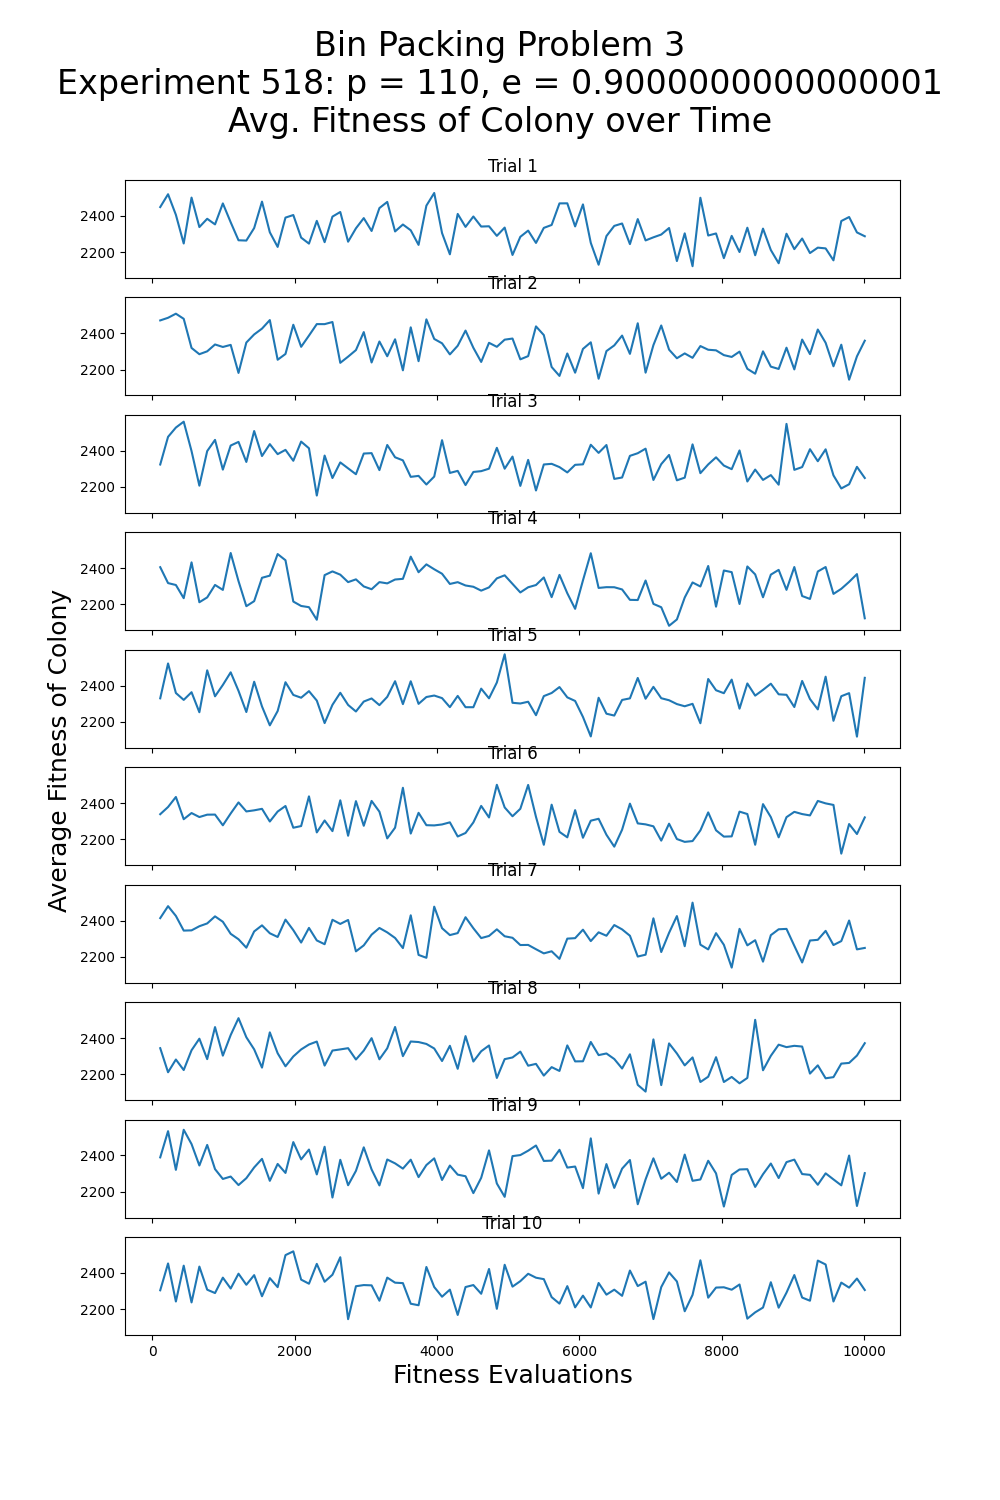 Bin Packing Problem 3
Experiment 518: p = 110, e = 0.9000000000000001
Avg. Fitness of Colony over Time
Trial 1
2400
2200
Trial 2
2400
2200
Trial 3
2400
2200
Trial 4
2400
2200
Trial 5
2400
2200
Trial 6
2400
2200
Trial 7
2400
2200
Trial 8
2400
2200
Trial 9
2400
2200
Trial 10
2400
2200
0 2000 4000 6000 8000 10000
Fitness Evaluations
Average Fitness of Colony